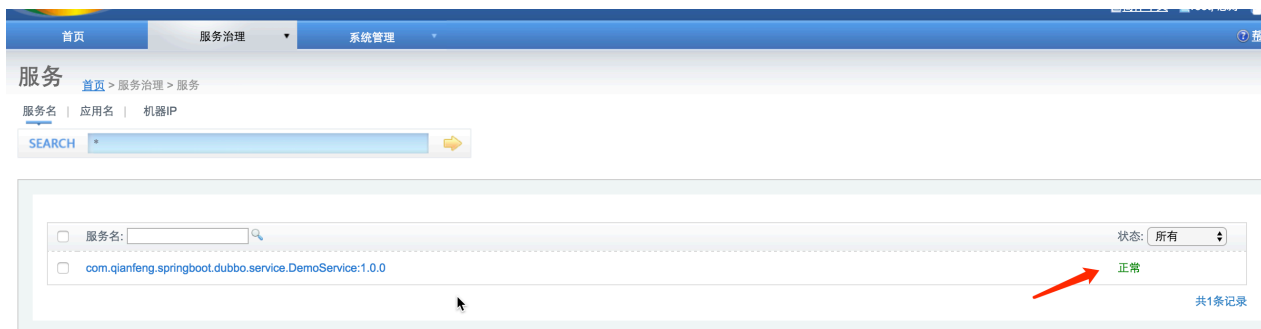 首页 服务治理 系统管理
服务 首页 > 服务治理 > 服务
服务名 | 应用名 | 机器IP
SEARCH *
服务名: 状态: 所有
com.qianfeng.springboot.dubbo.service.DemoService:1.0.0 正常
共1条记录